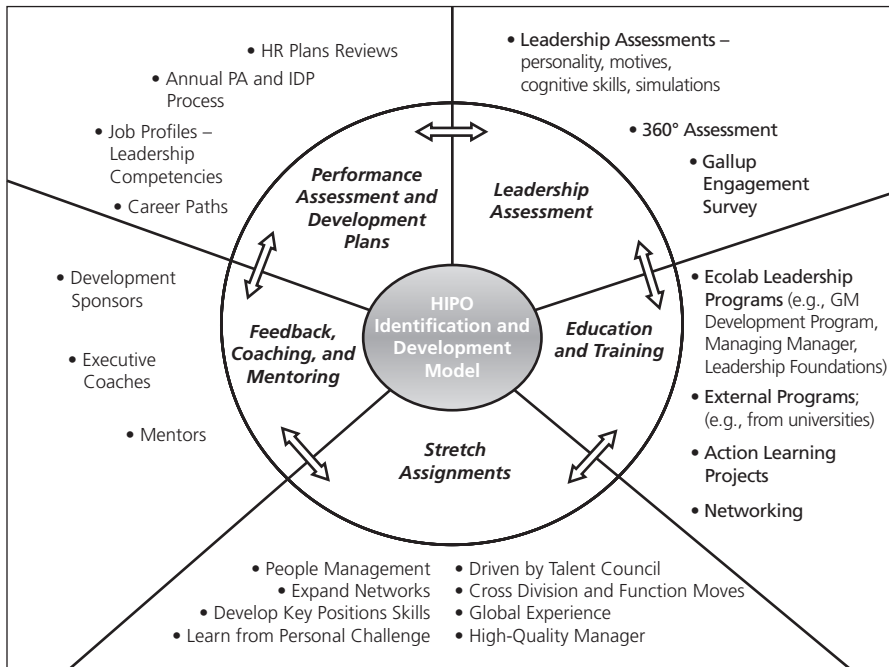 • HR Plans Reviews
• Annual PA and IDP
Process
• Job Profiles –
Leadership
Competencies
• Career Paths
• Leadership Assessments –
personality, motives,
cognitive skills, simulations
• 360° Assessment
• Gallup
Engagement
Survey
Performance
Assessment and
Development
Plans
Leadership
Assessment
• Development
Sponsors
• Executive
Coaches
• Mentors
Feedback,
Coaching, and
Mentoring
HIPO
Identification and
Development
Model
Education
and Training
• Ecolab Leadership
Programs (e.g., GM
Development Program,
Managing Manager,
Leadership Foundations)
• External Programs;
(e.g., from universities)
• Action Learning
Projects
• Networking
Stretch
Assignments
• People Management
• Expand Networks
• Develop Key Positions Skills
• Learn from Personal Challenge
• Driven by Talent Council
• Cross Division and Function Moves
• Global Experience
• High-Quality Manager